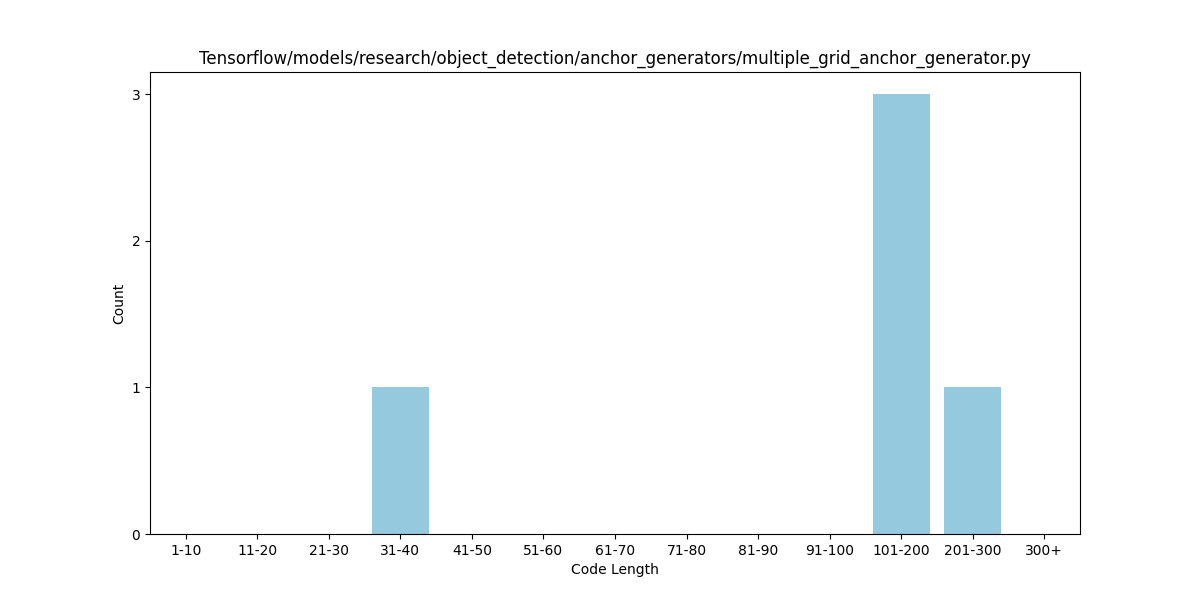 Tensorflow/models/research/object_detection/anchor_generators/multiple_grid_anchor_generator.py
Count
3
2
1
0
1-10 11-20 21-30 31-40 41-50 51-60 61-70 71-80 81-90 91-100 101-200 201-300 300+
Code Length